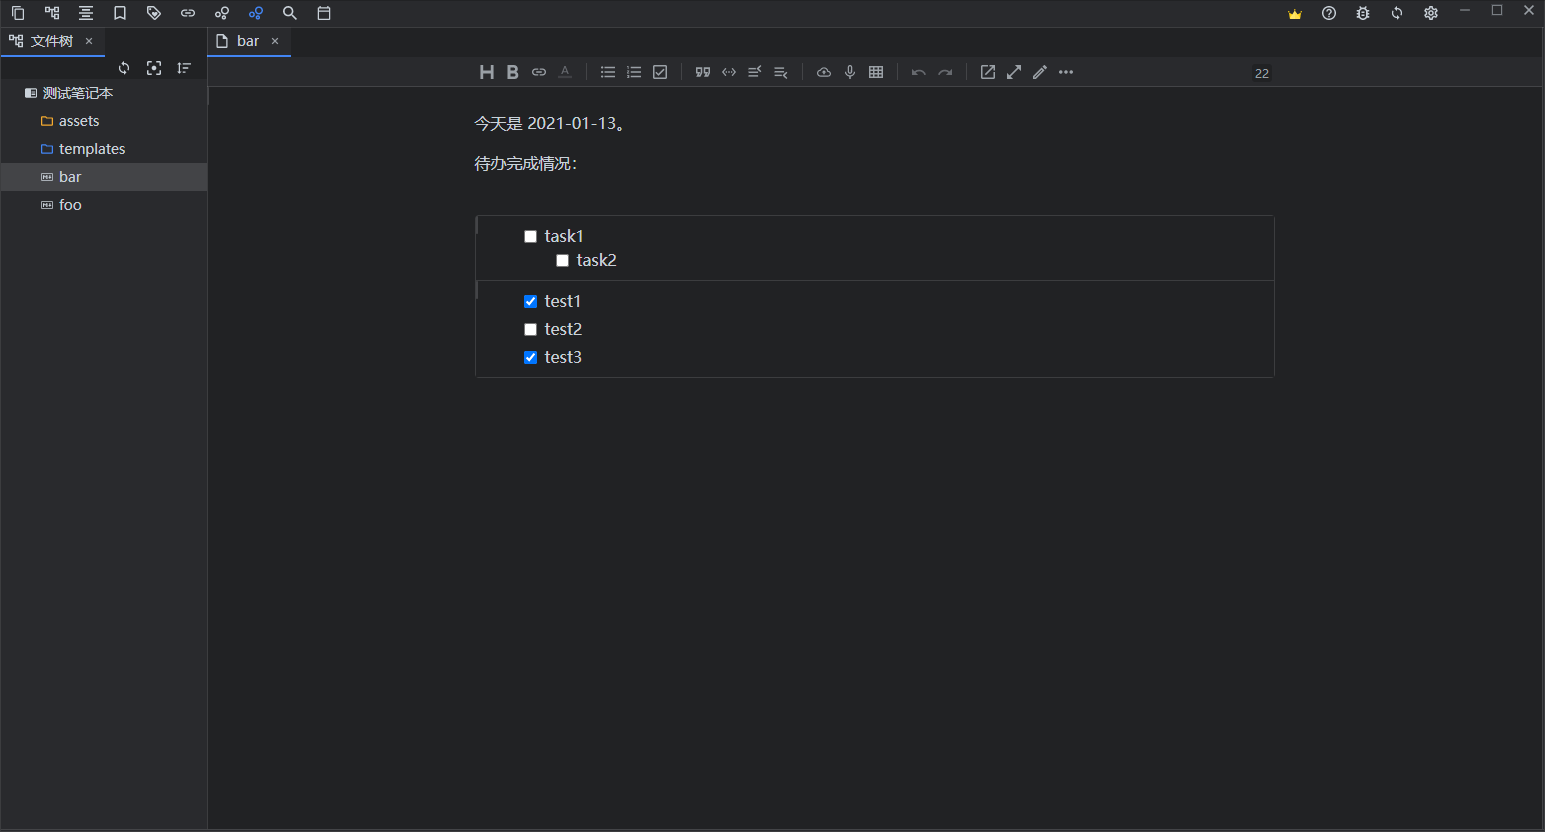 文件树
bar
22
测试笔记本
assets
templates
bar
foo
今天是 2021-01-13。
待办完成情况：
task1
task2
test1
test2
test3